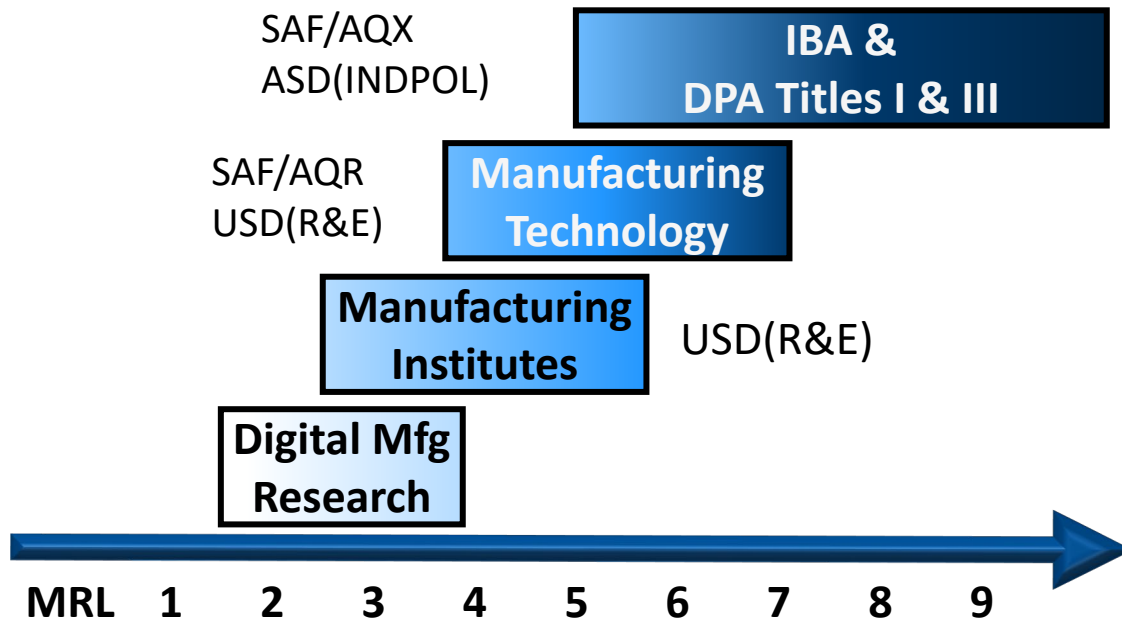 SAF/AQX
ASD(INDPOL)
IBA &
DPA Titles I & III
SAF/AQR
USD(R&E)
Manufacturing
Technology
Manufacturing
Institutes
USD(R&E)
Digital Mfg
Research
MRL 1 2 3 4 5 6 7 8 9